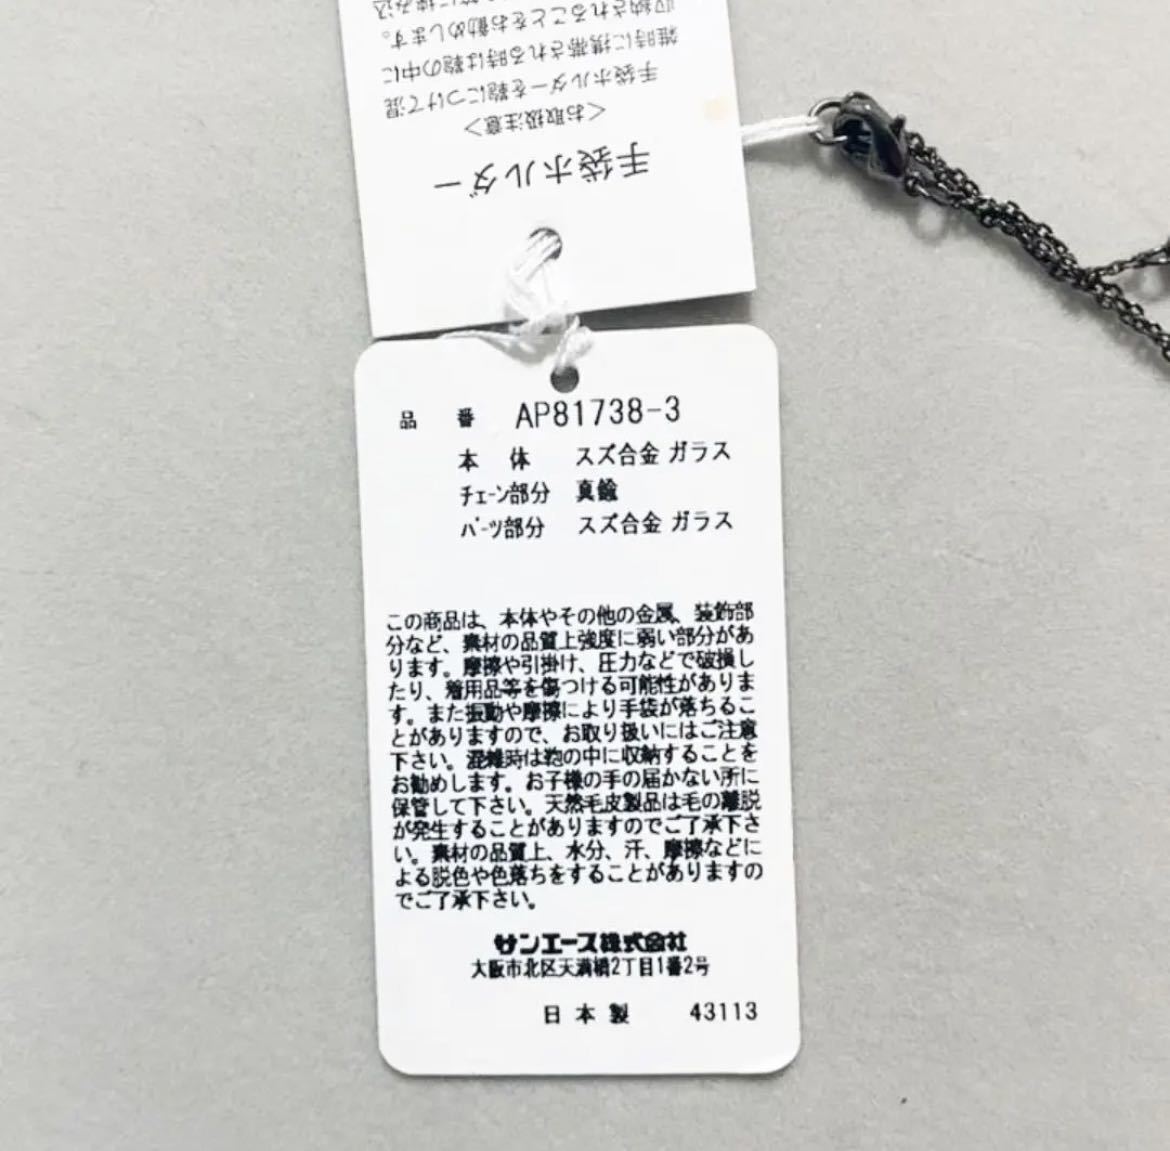 手袋ホルダー
<お取扱注意>
手袋ホルダーを鞄につけて混
雑時に携帯される時は鞄の中に
収納されることをお勧めします。
品 番 AP81738-3
本 体 スズ合金 ガラス
チェーン部分 真鍮
パーツ部分 スズ合金 ガラス
この商品は、本体やその他の金属、装飾部
分など、素材の品質上強度に弱い部分があ
ります。摩擦や引掛け、圧力などで破損し
たり、着用品等を傷つける可能性がありま
す。また振動や摩擦により手袋が落ちるこ
とがありますので、お取り扱いにはご注意
下さい。混雑時は鞄の中に収納することを
お勧めします。お子様の手の届かない所に
保管して下さい。天然毛皮製品は毛の離脱
が発生することがありますのでご了承下さ
い。素材の品質上、水分、汗、摩擦などに
よる脱色や色落ちをすることがありますの
でご了承下さい。
サンエース株式会社
大阪市北区天満橋2丁目1番2号
日本製 43113